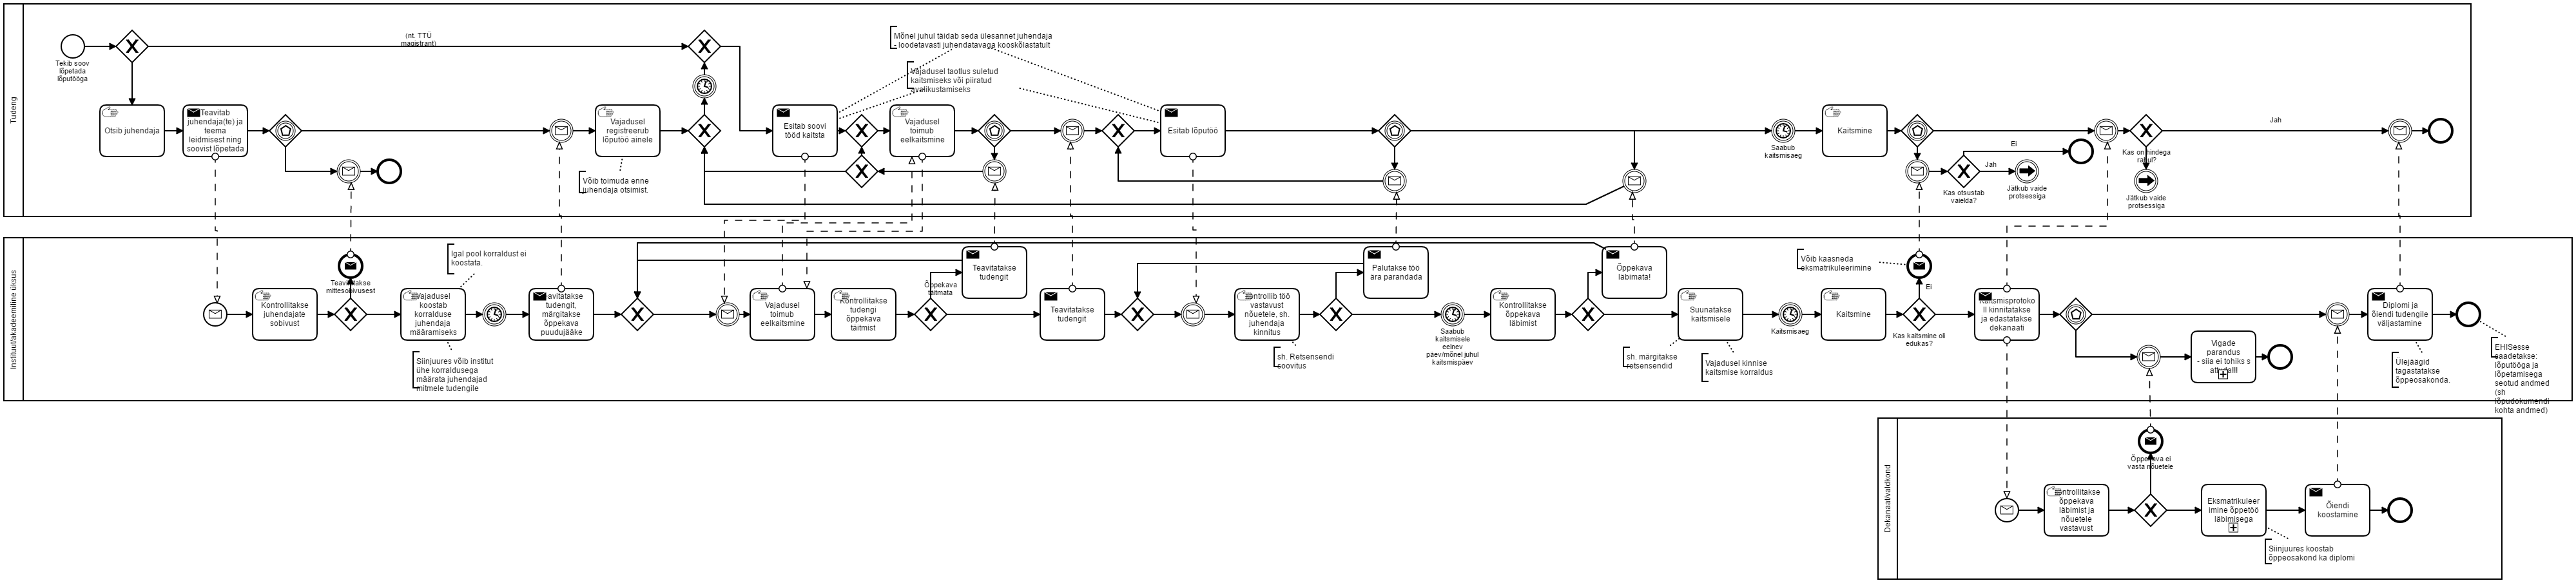 Tudeng
Tekib soov
lõpetada
lõputööga
(nt. TTÜ
magistrant)
Otsib juhendaja
Teavitab
juhendaja(te) ja
teema
leidmisest ning
soovist lõpetada
Vajadusel
registreerub
lõputöö ainele
Võib toimuda enne
juhendaja otsimist.
Mõnel juhul täidab seda ülesannet juhendaja
- loodetavasti juhendatavaga kooskõlastatult
Vajadusel taotlus suletud
kaitsmiseks või piiratud
avalikustamiseks
Esitab soovi
tööd kaitsta
Vajadusel
toimub
eelkaitsmine
Esitab lõputöö
Saabub
kaitsmisaeg
Kaitsmine
Kas otsustab
vaielda?
Ei
Jah
Jätkub vaide
protsessiga
Kas on hindega
rahul?
Jah
Jätkub vaide
protsessiga
Instituut/akadeemiline üksus
Kontrollitakse
juhendajate
sobivust
Teavitatakse
mittesobivusest
Igal pool korraldust ei
koostata.
Vajadusel
koostab
korralduse
juhendaja
määramiseks
Siinjuures võib institut
ühe korraldusega
määrata juhendajad
mitmele tudengile
Teavitatakse
tudengit,
märgitakse
õppekava
puudujääke
Vajadusel
toimub
eelkaitsmine
Kontrollitakse
tudengi
õppekava
täitmist
Õppekava
täitmata
Teavitatakse
tudengit
Teavitatakse
tudengit
Kontrollib töö
vastavust
nõuetele, sh.
juhendaja
kinnitus
sh. Retsensendi
soovitus
Palutakse töö
ära parandada
Saabub
kaitsmisele
eelnev
päev/mõnel juhul
kaitsmispäev
Kontrollitakse
õppekava
läbimist
Õppekava
läbimata!
Suunatakse
kaitsmisele
sh. märgitakse
retsensendid
Vajadusel kinnise
kaitsmise korraldus
Kaitsmisaeg
Kaitsmine
Võib kaasneda
eksmatrikuleerimine
Ei
Kas kaitsmine oli
edukas?
Kaitsmisprotoko
ll kinnitatakse
ja edastatakse
dekanaati
Vigade
parandus
- siia ei tohiks s
attuda!!!
Diplomi ja
õiendi tudengile
väljastamine
Ülejäägid
tagastatakse
õppeosakonda.
EHISesse
saadetakse:
lõputööga ja
lõpetamisega
seotud andmed
(sh
lõpudokumendi
kohta andmed)
Dekanaat/valdkond
Kontrollitakse
õppekava
läbimist ja
nõuetele
vastavust
Õppekava ei
vasta nõuetele
Eksmatrikuleer
imine õppetöö
läbimisega
Siinjuures koostab
õppeosakond ka diplomi
Õiendi
koostamine